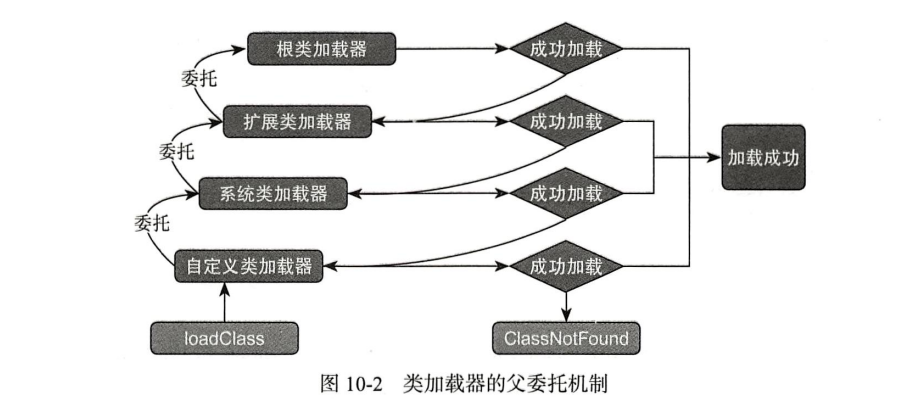 根类加载器
成功加载
委托
扩展类加载器
成功加载
加载成功
委托
系统类加载器
成功加载
委托
自定义类加载器
成功加载
loadClass
ClassNotFound
图 10-2 类加载器的父委托机制